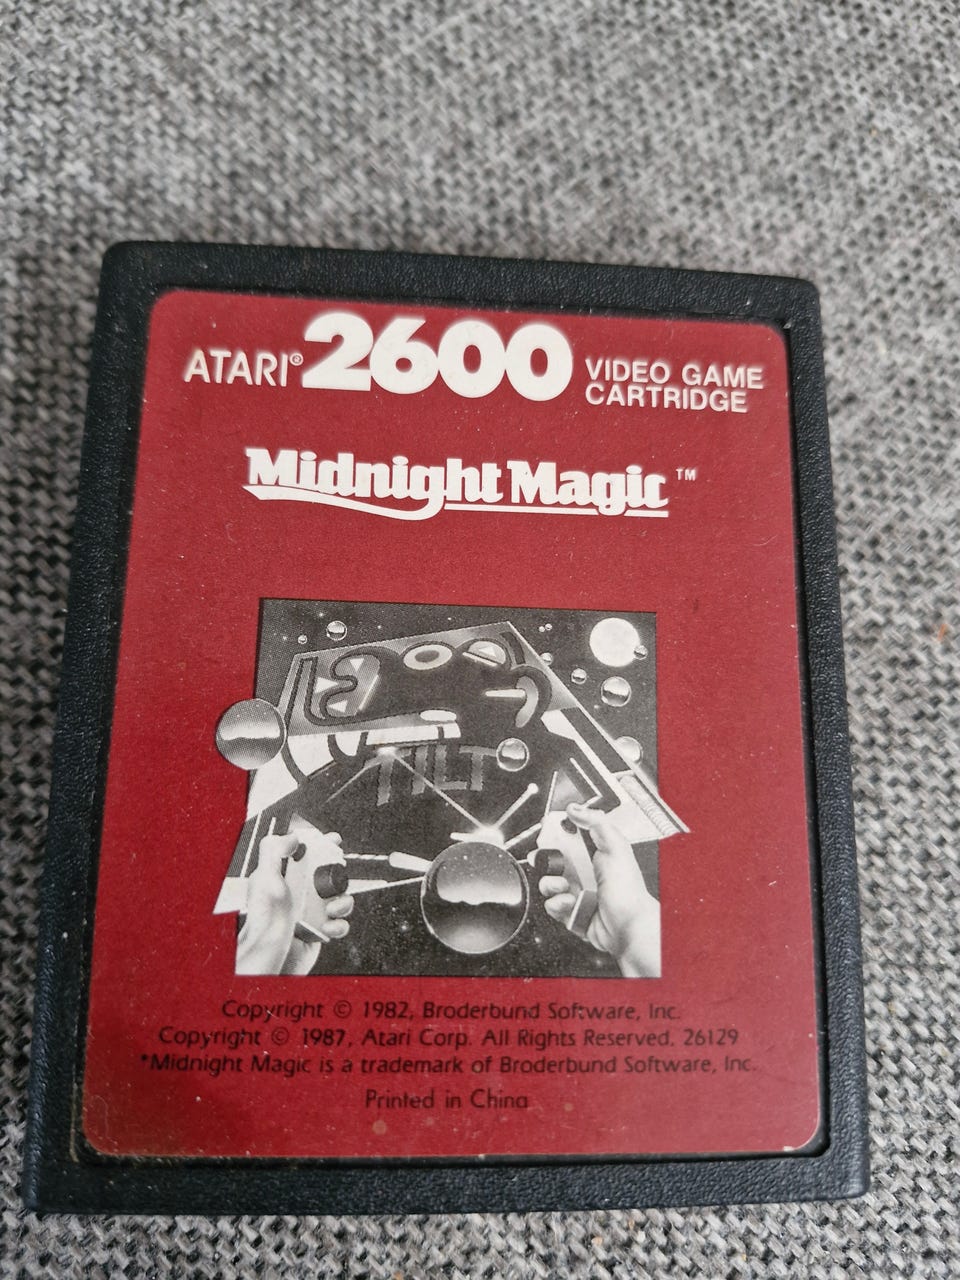 ATARI® 2600 VIDEO GAME
CARTRIDGE
Midnight Magic™
TILT
Copyright © 1982, Broderbund Software, Inc.
Copyright © 1987, Atari Corp. All Rights Reserved. 26129
*Midnight Magic is a trademark of Broderbund Software, Inc.
Printed in China